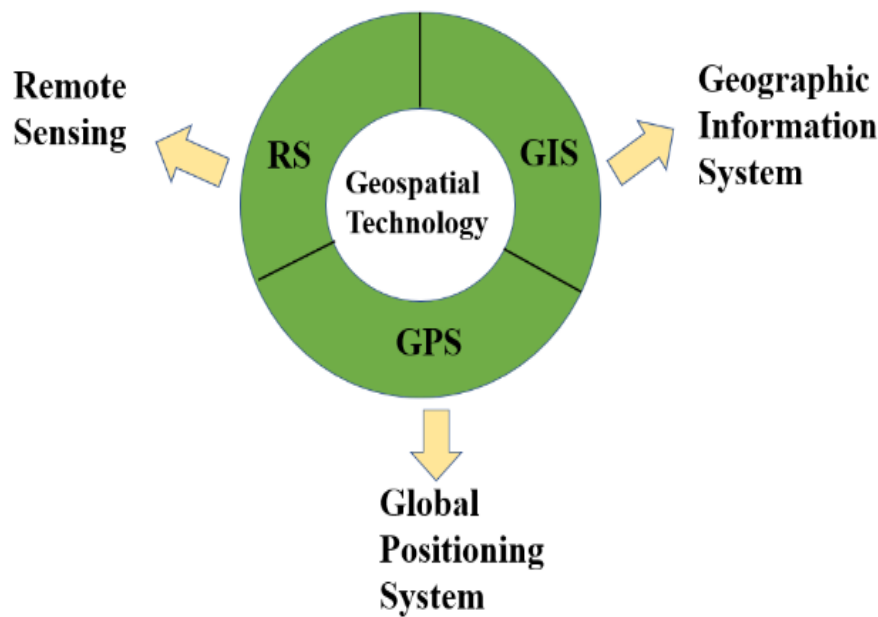 Remote
Sensing
RS
Geospatial
Technology
GIS
Geographic
Information
System
GPS
Global
Positioning
System